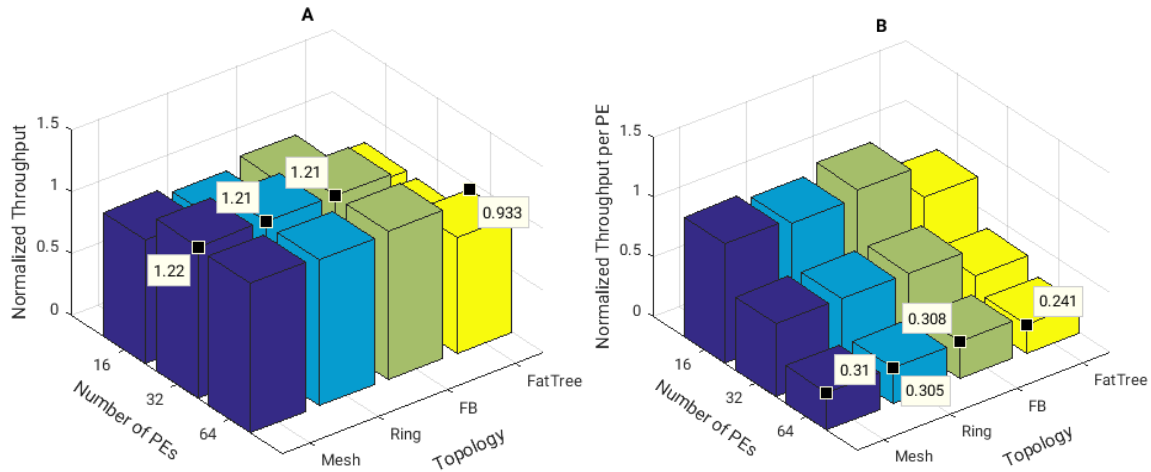 A
Normalized Throughput
1.5
1
0.5
0
1.21
1.21
1.22
0.933
16
32
64
Number of PEs
Mesh
Ring
FB
FatTree
Topology
B
Normalized Throughput per PE
1.5
1
0.5
0
0.241
0.308
0.31
0.305
16
32
64
Number of PEs
Mesh
Ring
FB
FatTree
Topology